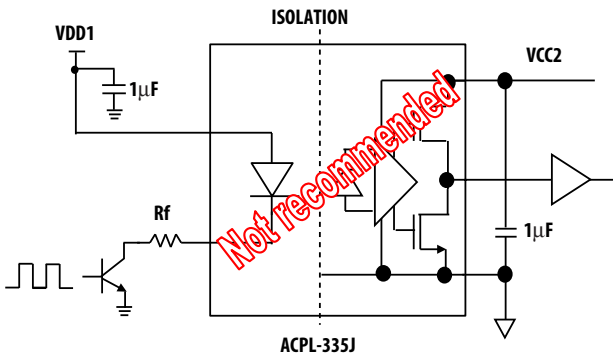 ISOLATION
VDD1
VCC2
1μF
Not recommended
Rf
1μF
ACPL-335J